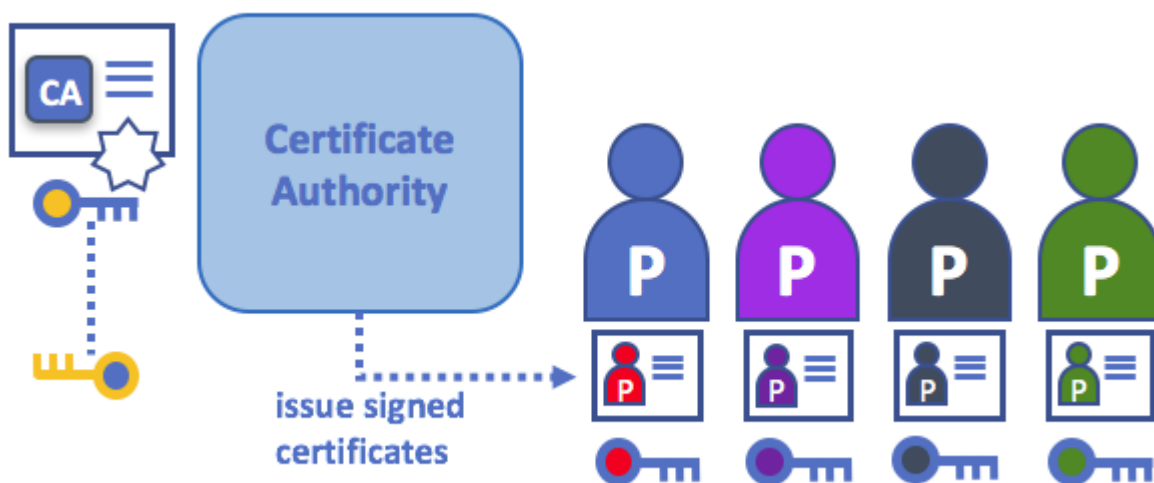 CA
Certificate
Authority
P P P P
issue signed
certificates
P P P P